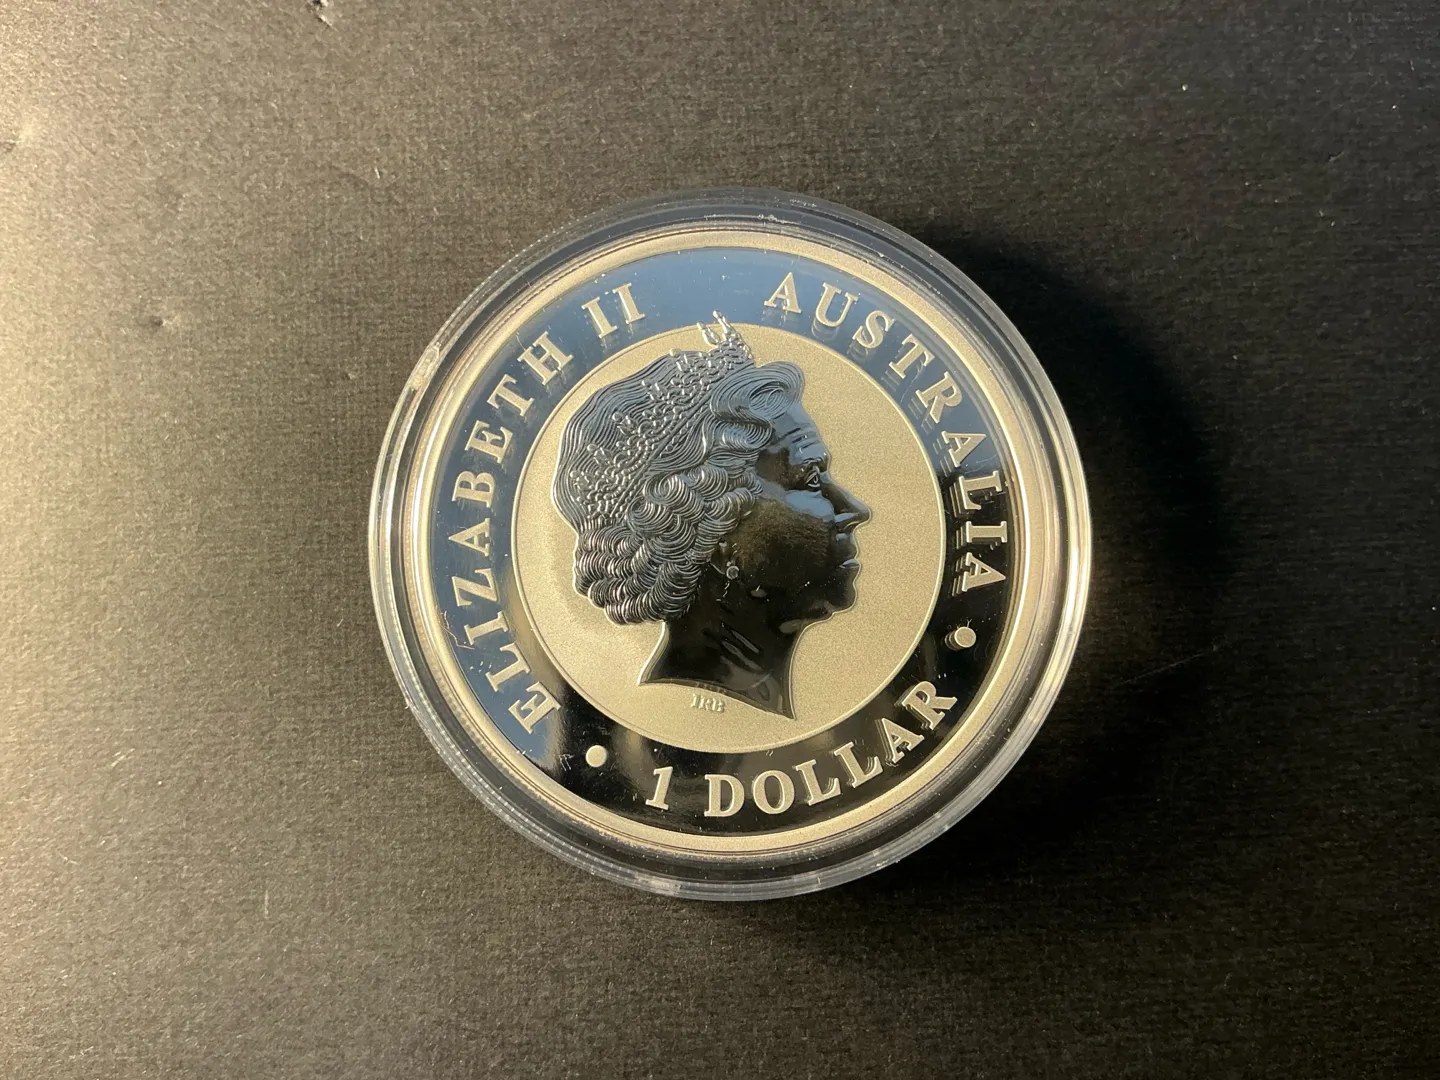 ELIZABETH II
AUSTRALIA
IRB
• 1 DOLLAR •